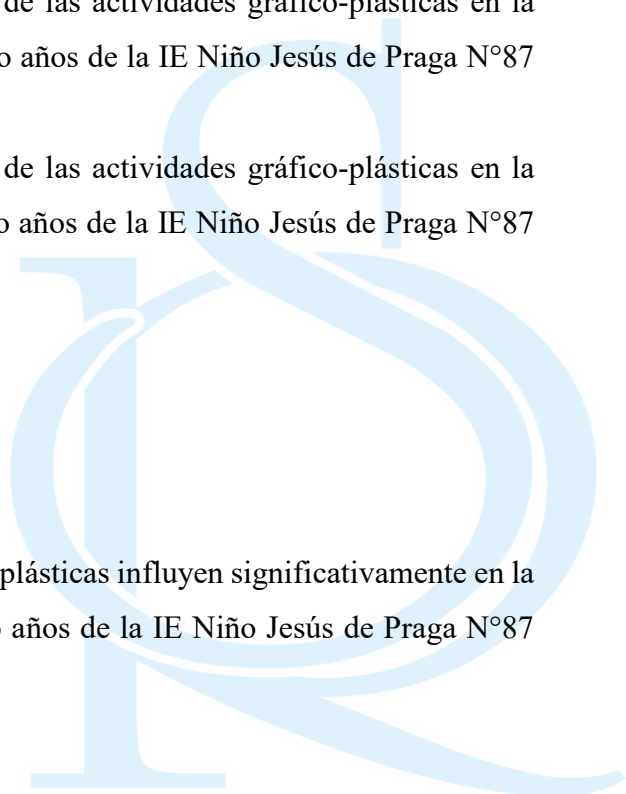 de las actividades gráfico-plásticas en la
o años de la IE Niño Jesús de Praga N°87
de las actividades gráfico-plásticas en la
o años de la IE Niño Jesús de Praga N°87
plásticas influyen significativamente en la
o años de la IE Niño Jesús de Praga N°87